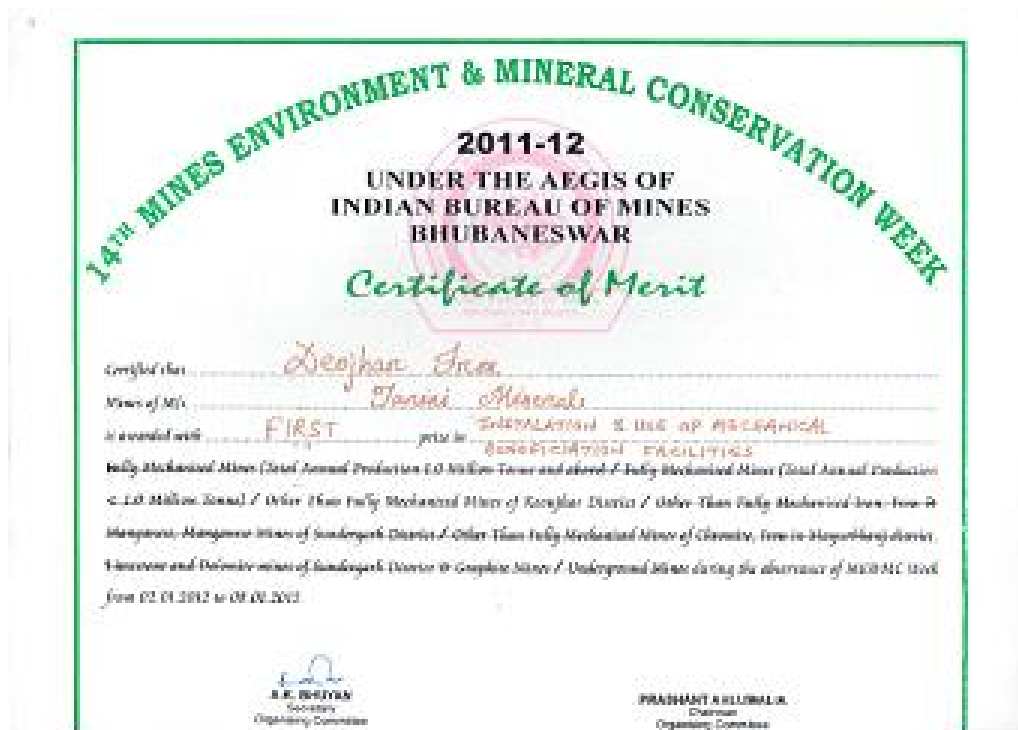 14TH MINES ENVIRONMENT & MINERAL CONSERVATION WEEK
2011-12
UNDER THE AEGIS OF
INDIAN BUREAU OF MINES
BHUBANESWAR
Certificate of Merit
Certified that Deojhar Iron
Mines of M/s Tarini Minerals
is awarded with FIRST prize in INSTALATION & USE OF MECHANICAL
BENEFICIATION FACILITIES
Fully Mechanised Mines (Total Annual Production 1.0 Million Tonne and above) / Fully Mechanised Mines (Total Annual Production
< 1.0 Million Tonne) / Other Than Fully Mechanised Mines of Keonjhar District / Other Than Fully Mechanised Iron, Iron &
Manganese, Manganese Mines of Sundergarh District / Other Than Fully Mechanised Mines of Chromite, Iron in Mayurbhanj district,
Limestone and Dolomite mines of Sundergarh District & Graphite Mines / Underground Mines during the observance of MEMC Week
from
A.K. BHUYAN
Secretary
Organising Committee
PRASHANT AHLUWALIA
Chairman
Organising Committee